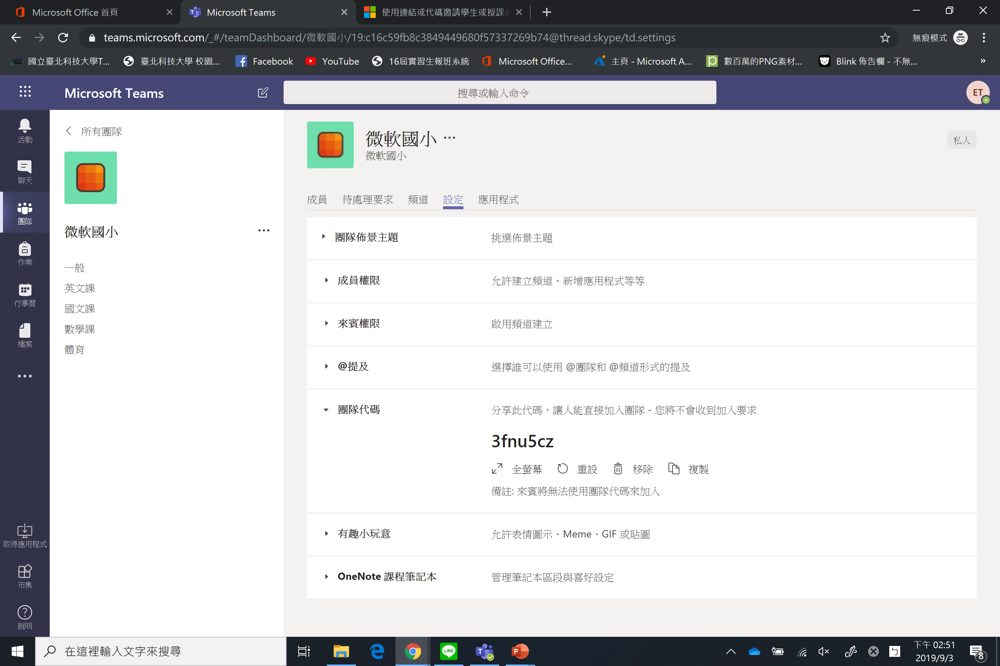 Microsoft Office 首頁
Microsoft Teams
使用連結或代碼邀請學生或授課
teams.microsoft.com/_#/teamDashboard/微軟國小/19:c16c59fb8c3849449680f57337269b74@thread.skype/td.settings
無痕模式
國立臺北科技大學T...
臺北科技大學 校園...
Facebook
YouTube
16屆實習生報班系統
Microsoft Office...
主頁 - Microsoft A...
數百萬的PNG素材...
Blink 佈告欄 - 不無...
Microsoft Teams
搜尋或輸入命令
ET
活動
聊天
團隊
作業
行事曆
檔案
取得應用程式
市集
說明
所有團隊
微軟國小
一般
英文課
國文課
數學課
體育
微軟國小
微軟國小
私人
成員 待處理要求 頻道 設定 應用程式
團隊佈景主題 挑選佈景主題
成員權限 允許建立頻道、新增應用程式等等
來賓權限 啟用頻道建立
@提及 選擇誰可以使用 @團隊和 @頻道形式的提及
團隊代碼 分享此代碼，讓人能直接加入團隊 - 您將不會收到加入要求
3fnu5cz
全螢幕 重設 移除 複製
備註: 來賓將無法使用團隊代碼來加入
有趣小玩意 允許表情圖示、Meme、GIF 或貼圖
OneNote 課程筆記本 管理筆記本區段與喜好設定
在這裡輸入文字來搜尋
LINE
ㄅ
下午 02:51
2019/9/3
8